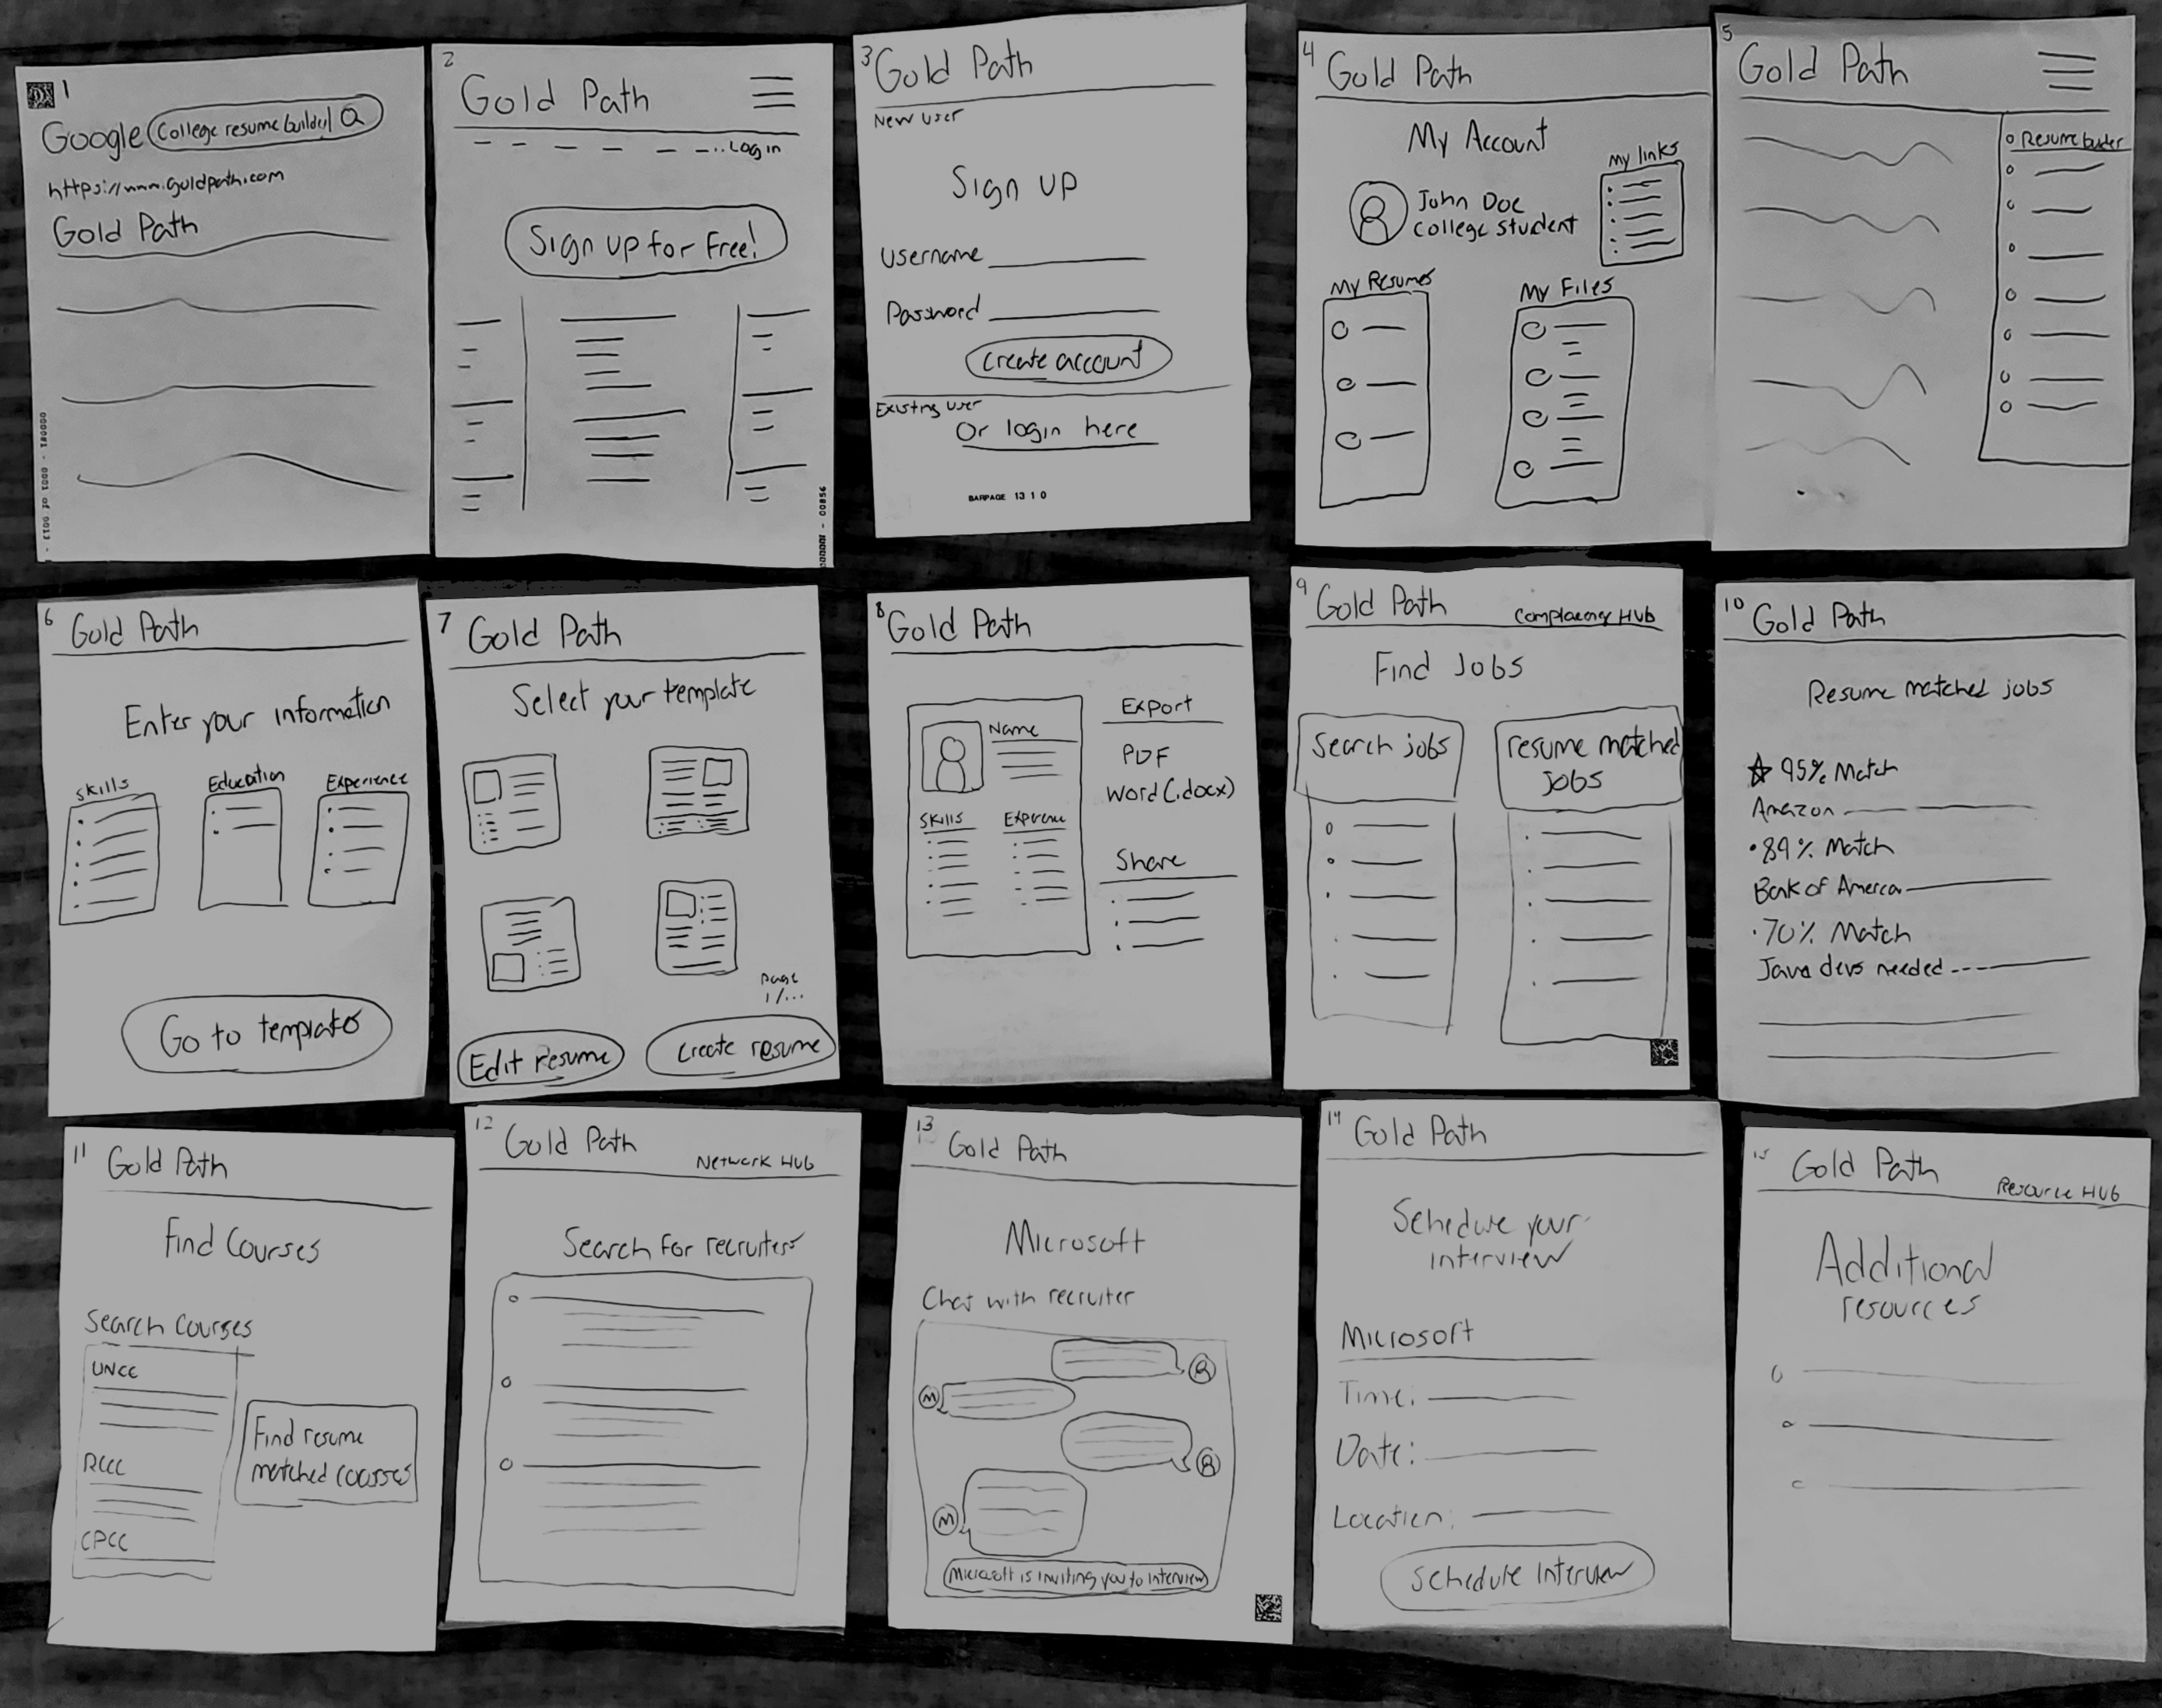 1
Google College resume builder
https://www.goldpath.com
Gold Path
000001 - 0001 of 0013 -
2
Gold Path
Log in
Sign up for Free!
3
Gold Path
New user
Sign up
Username
Password
Create account
Existing user
Or login here
BARPAGE 13 1 0
4
Gold Path
My Account
My links
John Doe
College student
My Resumes
My Files
5
Gold Path
6
Gold Path
Enter your information
Skills
Education
Experience
Go to templates
7
Gold Path
Select your template
page
1/...
Edit resume
Create resume
8
Gold Path
Name
Skills
Export
PDF
Word(.docx)
Share
9
Gold Path
HUB
Find Jobs
Search jobs
resume matched
jobs
10
Gold Path
Resume matched jobs
95% Match
Amazon
89% Match
Bank of America
70% Match
Java devs needed
11
Gold Path
Find Courses
Search Courses
UNCC
RCCC
CPCC
Find resume
matched courses
12
Gold Path
Network HUB
Search for recruiters
13
Gold Path
Microsoft
Chat with recruiter
M
M
Microsoft is inviting you to interview
14
Gold Path
Schedule your
interview
Microsoft
Time:
Date:
Location:
Schedule Interview
15
Gold Path
Resource HUB
Additional
resources